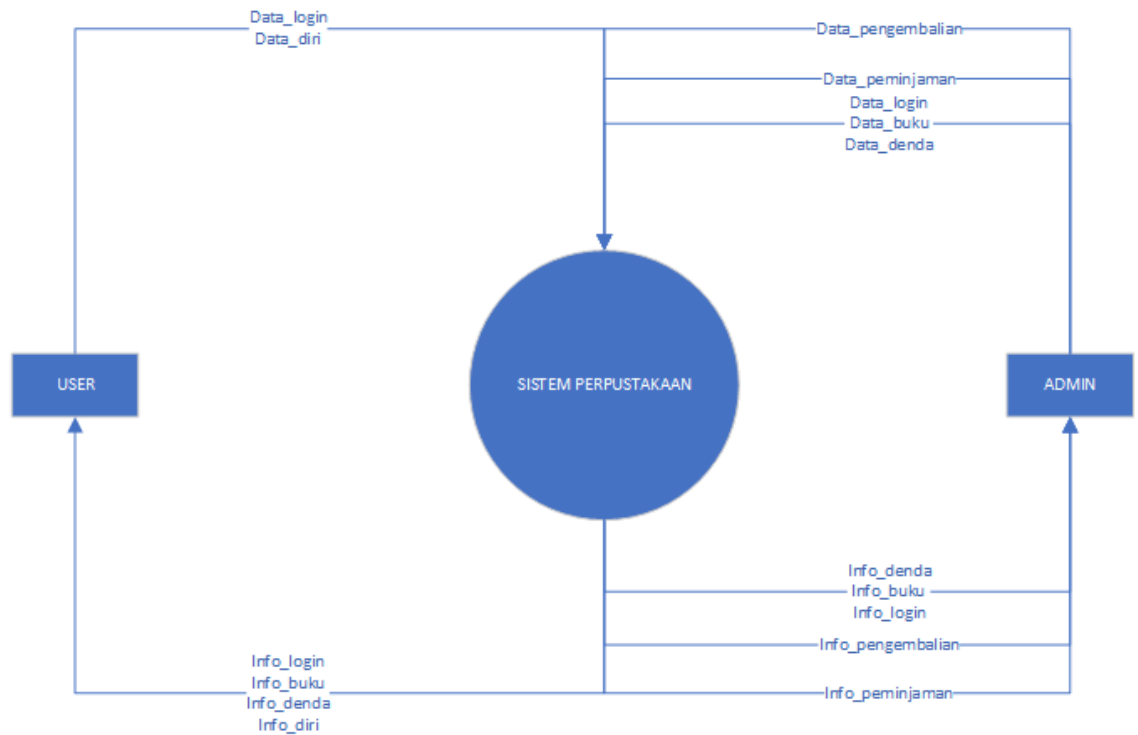 Data_login
Data_diri
Data_pengembalian
Data_peminjaman
Data_login
Data_buku
Data_denda
USER
SISTEM PERPUSTAKAAN
ADMIN
Info_denda
Info_buku
Info_login
Info_pengembalian
Info_peminjaman
Info_login
Info_buku
Info_denda
Info_diri